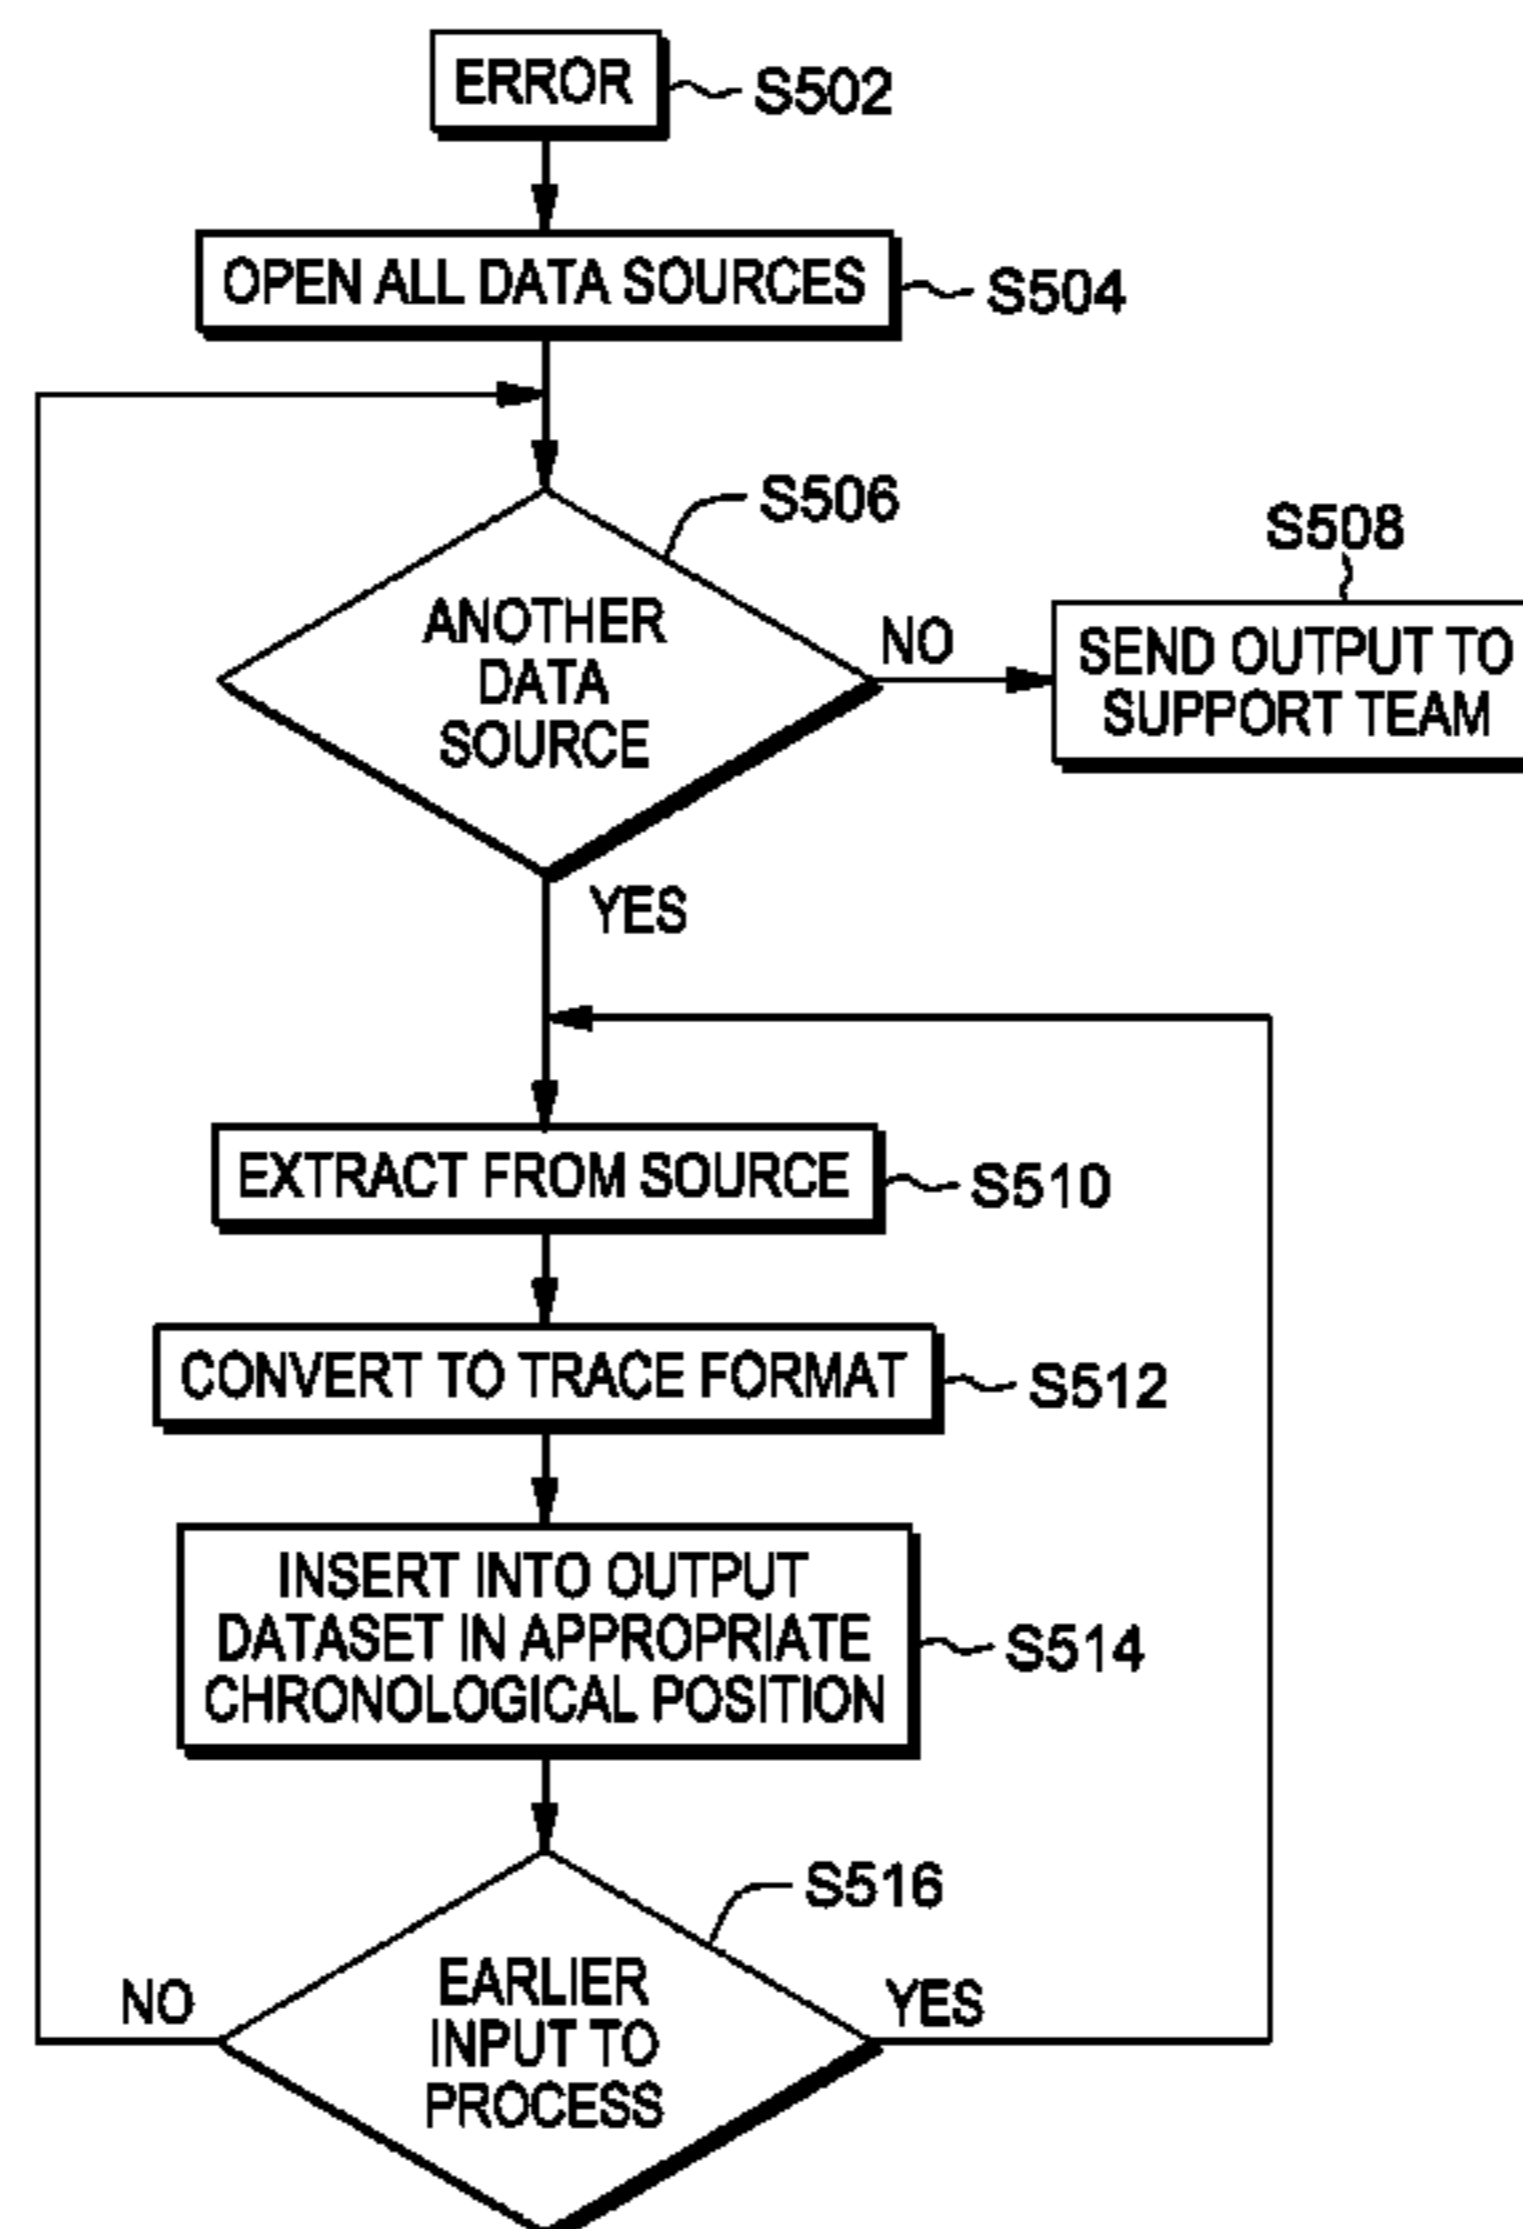 ERROR
S502
OPEN ALL DATA SOURCES
S504
S506
ANOTHER
DATA
SOURCE
NO
S508
SEND OUTPUT TO
SUPPORT TEAM
YES
EXTRACT FROM SOURCE
S510
CONVERT TO TRACE FORMAT
S512
INSERT INTO OUTPUT
DATASET IN APPROPRIATE
CHRONOLOGICAL POSITION
S514
S516
EARLIER
INPUT TO
PROCESS
NO
YES